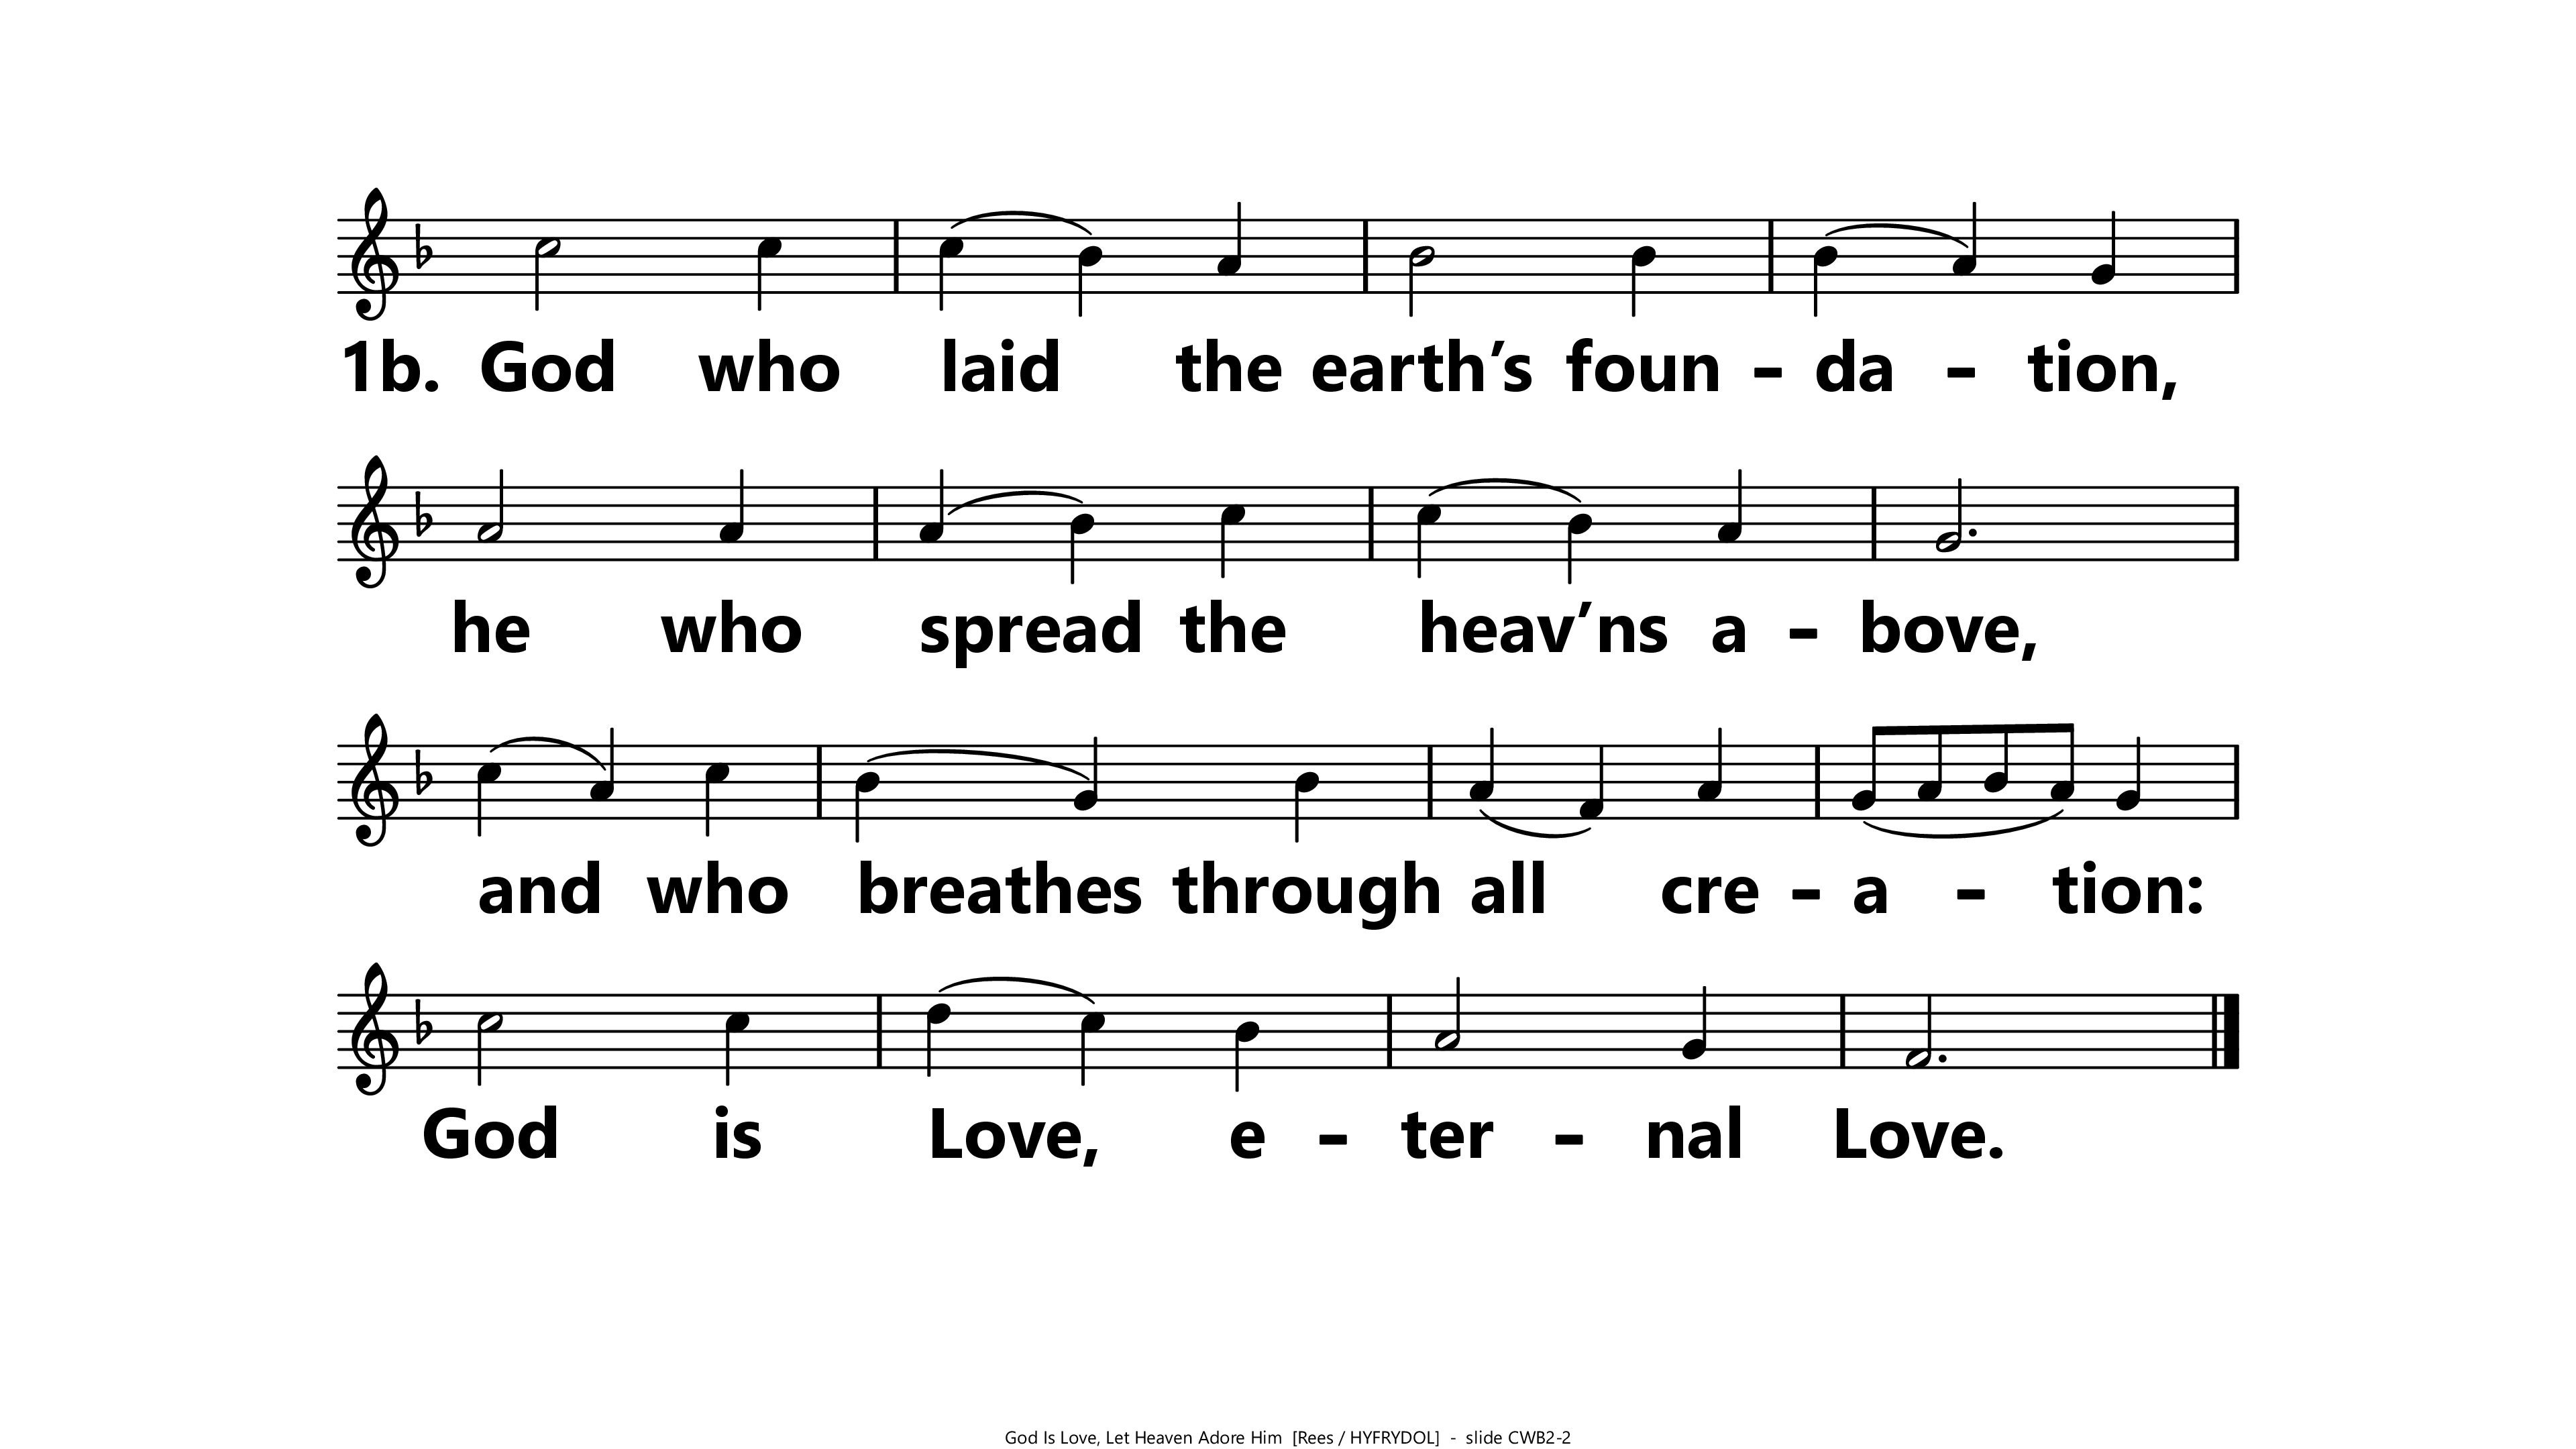 1b. God who laid the earth’s foun - da - tion,
he who spread the heav’ns a - bove,
and who breathes through all cre - a - tion:
God is Love, e - ter - nal Love.
God Is Love, Let Heaven Adore Him [Rees / HYFRYDOL] - slide CWB2-2